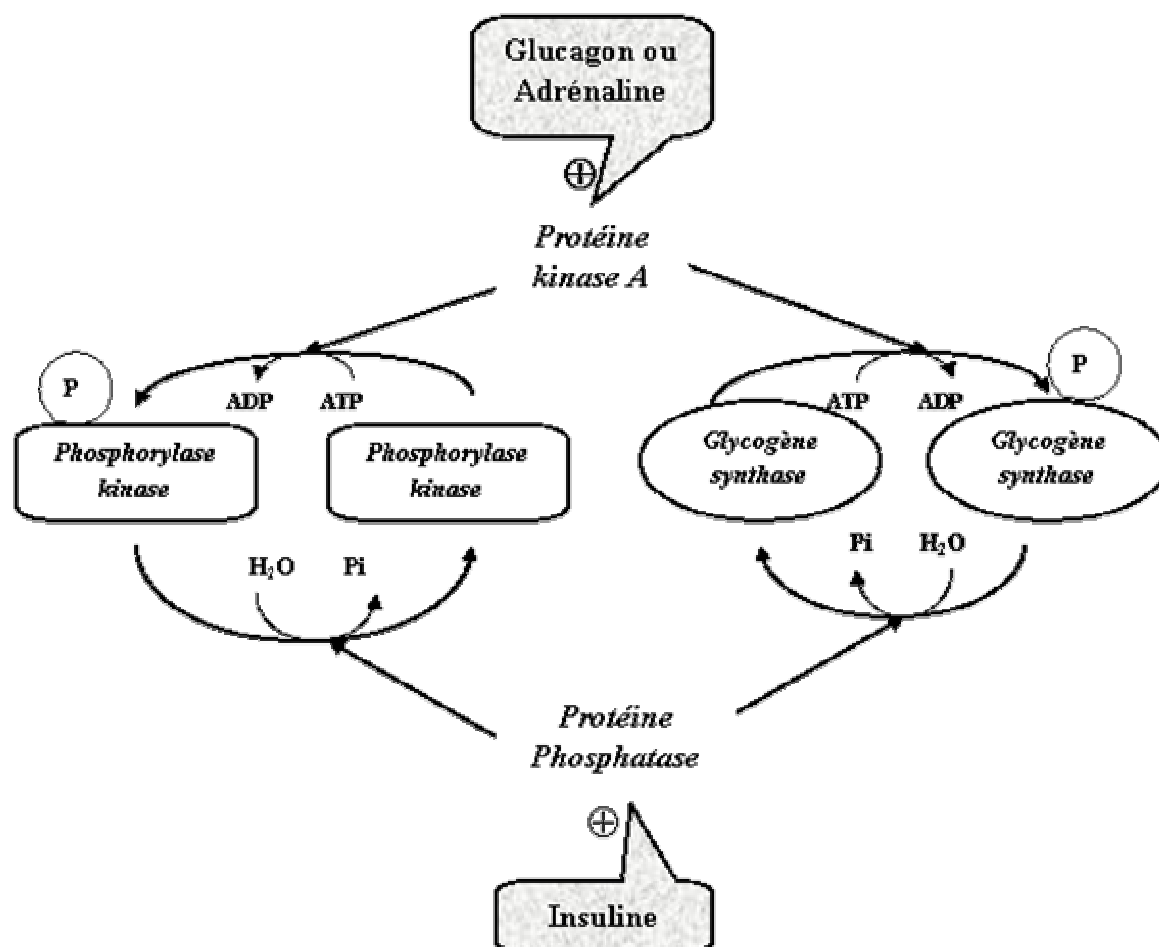 Glucagon ou
Adrénaline
⊕
Protéine
kinase A
P
ADP
ATP
ATP
ADP
P
Phosphorylase
kinase
Phosphorylase
kinase
Glycogène
synthase
Glycogène
synthase
H₂O
Pi
Pi
H₂O
Protéine
Phosphatase
⊕
Insuline